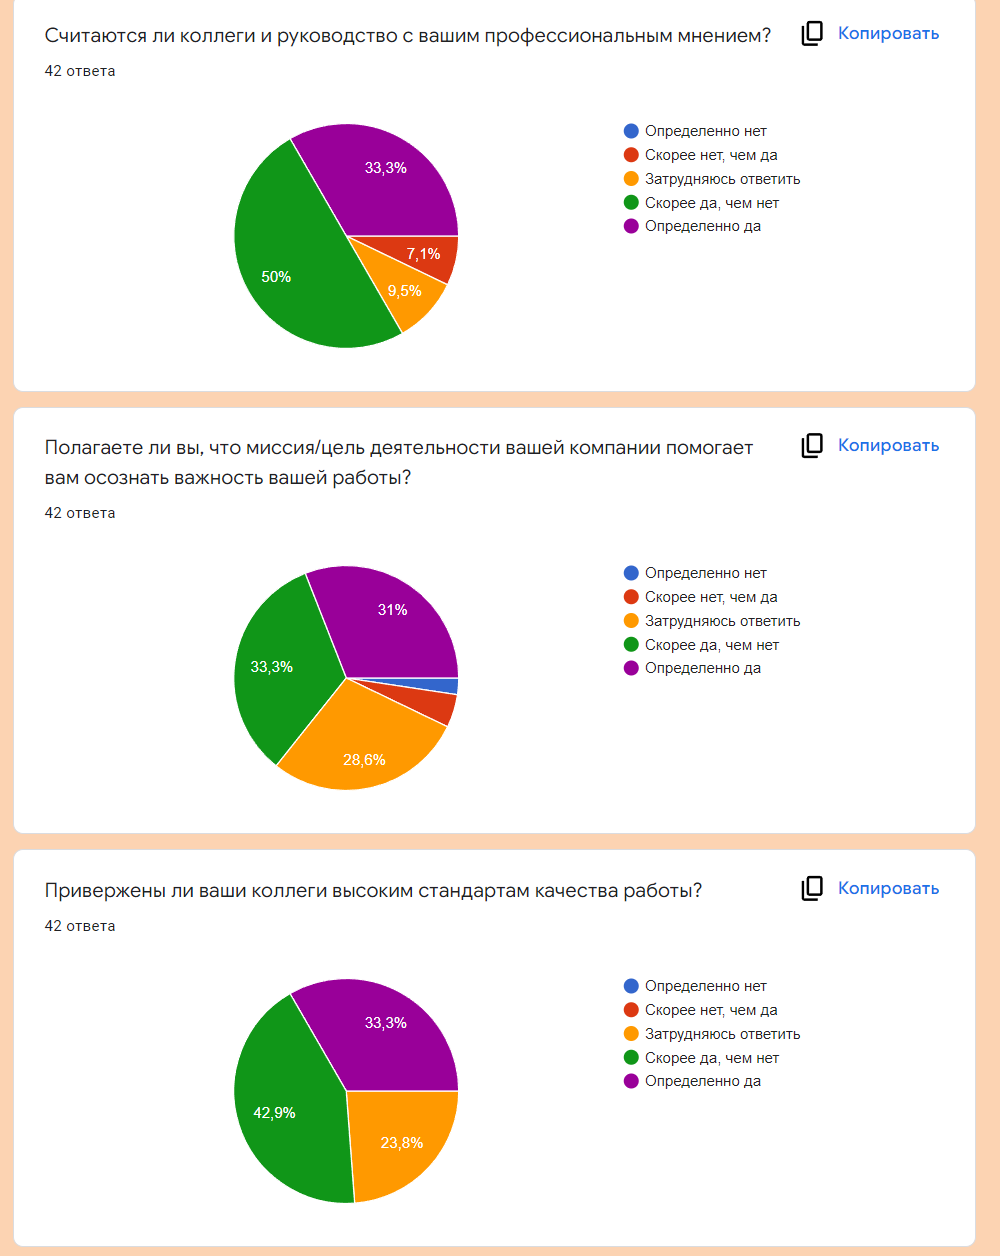 Считаются ли коллеги и руководство с вашим профессиональным мнением?
Копировать
42 ответа
33,3%
7,1%
9,5%
50%
Определенно нет
Скорее нет, чем да
Затрудняюсь ответить
Скорее да, чем нет
Определенно да
Полагаете ли вы, что миссия/цель деятельности вашей компании помогает
вам осознать важность вашей работы?
Копировать
42 ответа
31%
33,3%
28,6%
Определенно нет
Скорее нет, чем да
Затрудняюсь ответить
Скорее да, чем нет
Определенно да
Привержены ли ваши коллеги высоким стандартам качества работы?
Копировать
42 ответа
33,3%
42,9%
23,8%
Определенно нет
Скорее нет, чем да
Затрудняюсь ответить
Скорее да, чем нет
Определенно да